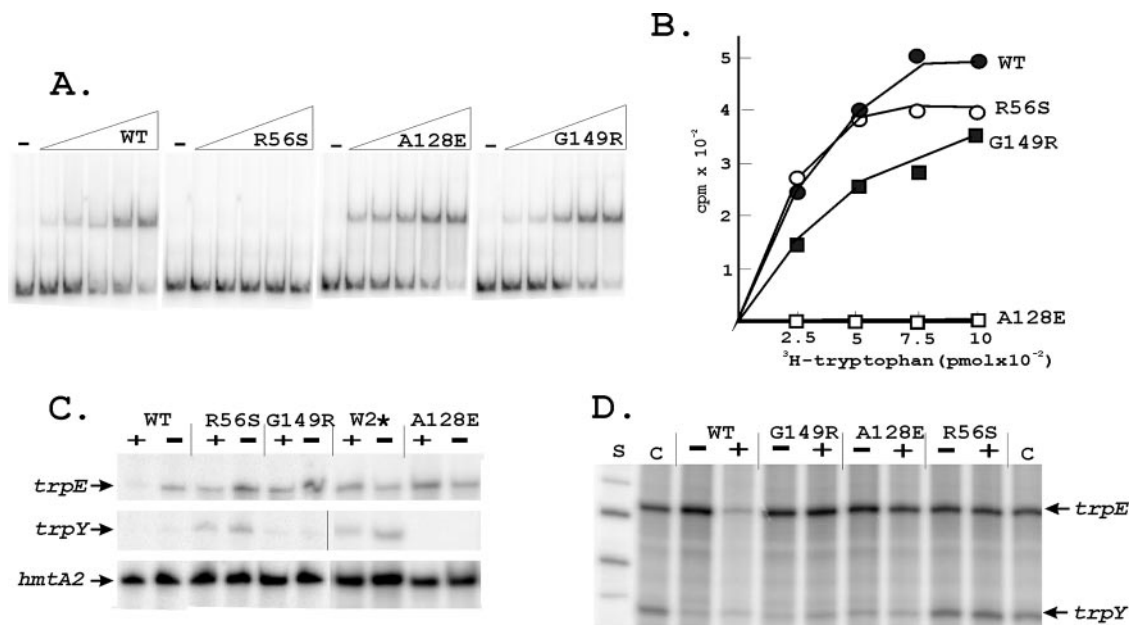 A.
– WT – R56S – A128E – G149R
B.
5
4
3
2
1
cpm x 10⁻²
WT
R56S
G149R
A128E
2.5 5 7.5 10
³H-tryptophan(pmolx10⁻²)
C.
WT R56S G149R W2* A128E
+ – + – + – + – + –
trpE
trpY
hmtA2
D.
WT G149R A128E R56S
S C – + – + – + – + C
trpE
trpY